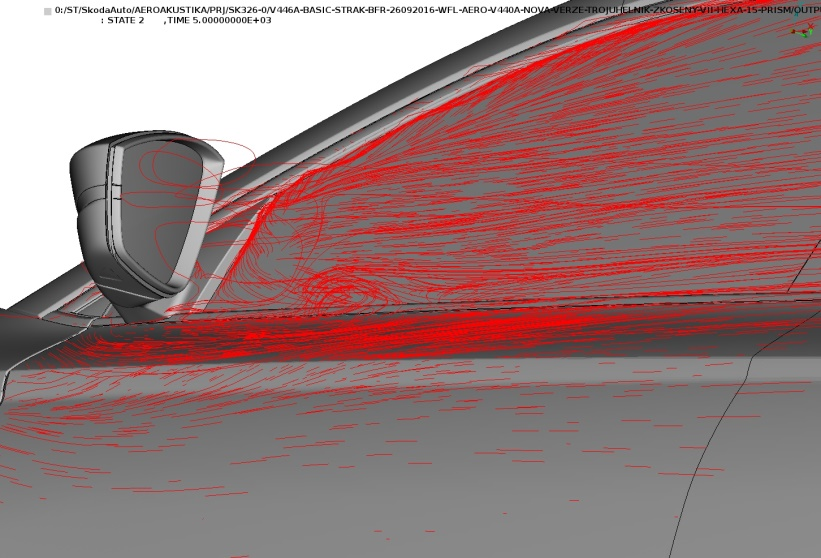 0:/ST/SkodaAuto/AEROAKUSTIKA/PRJ/SK326-0/V446A-BASIC-STRAK-BFR-26092016-WFL-AERO-V440A-NOVA-VERZE-TROJUHELNIK-ZKOSENY-VII-HEXA-15-PRISM/OUTP
: STATE 2 ,TIME 5.00000000E+03